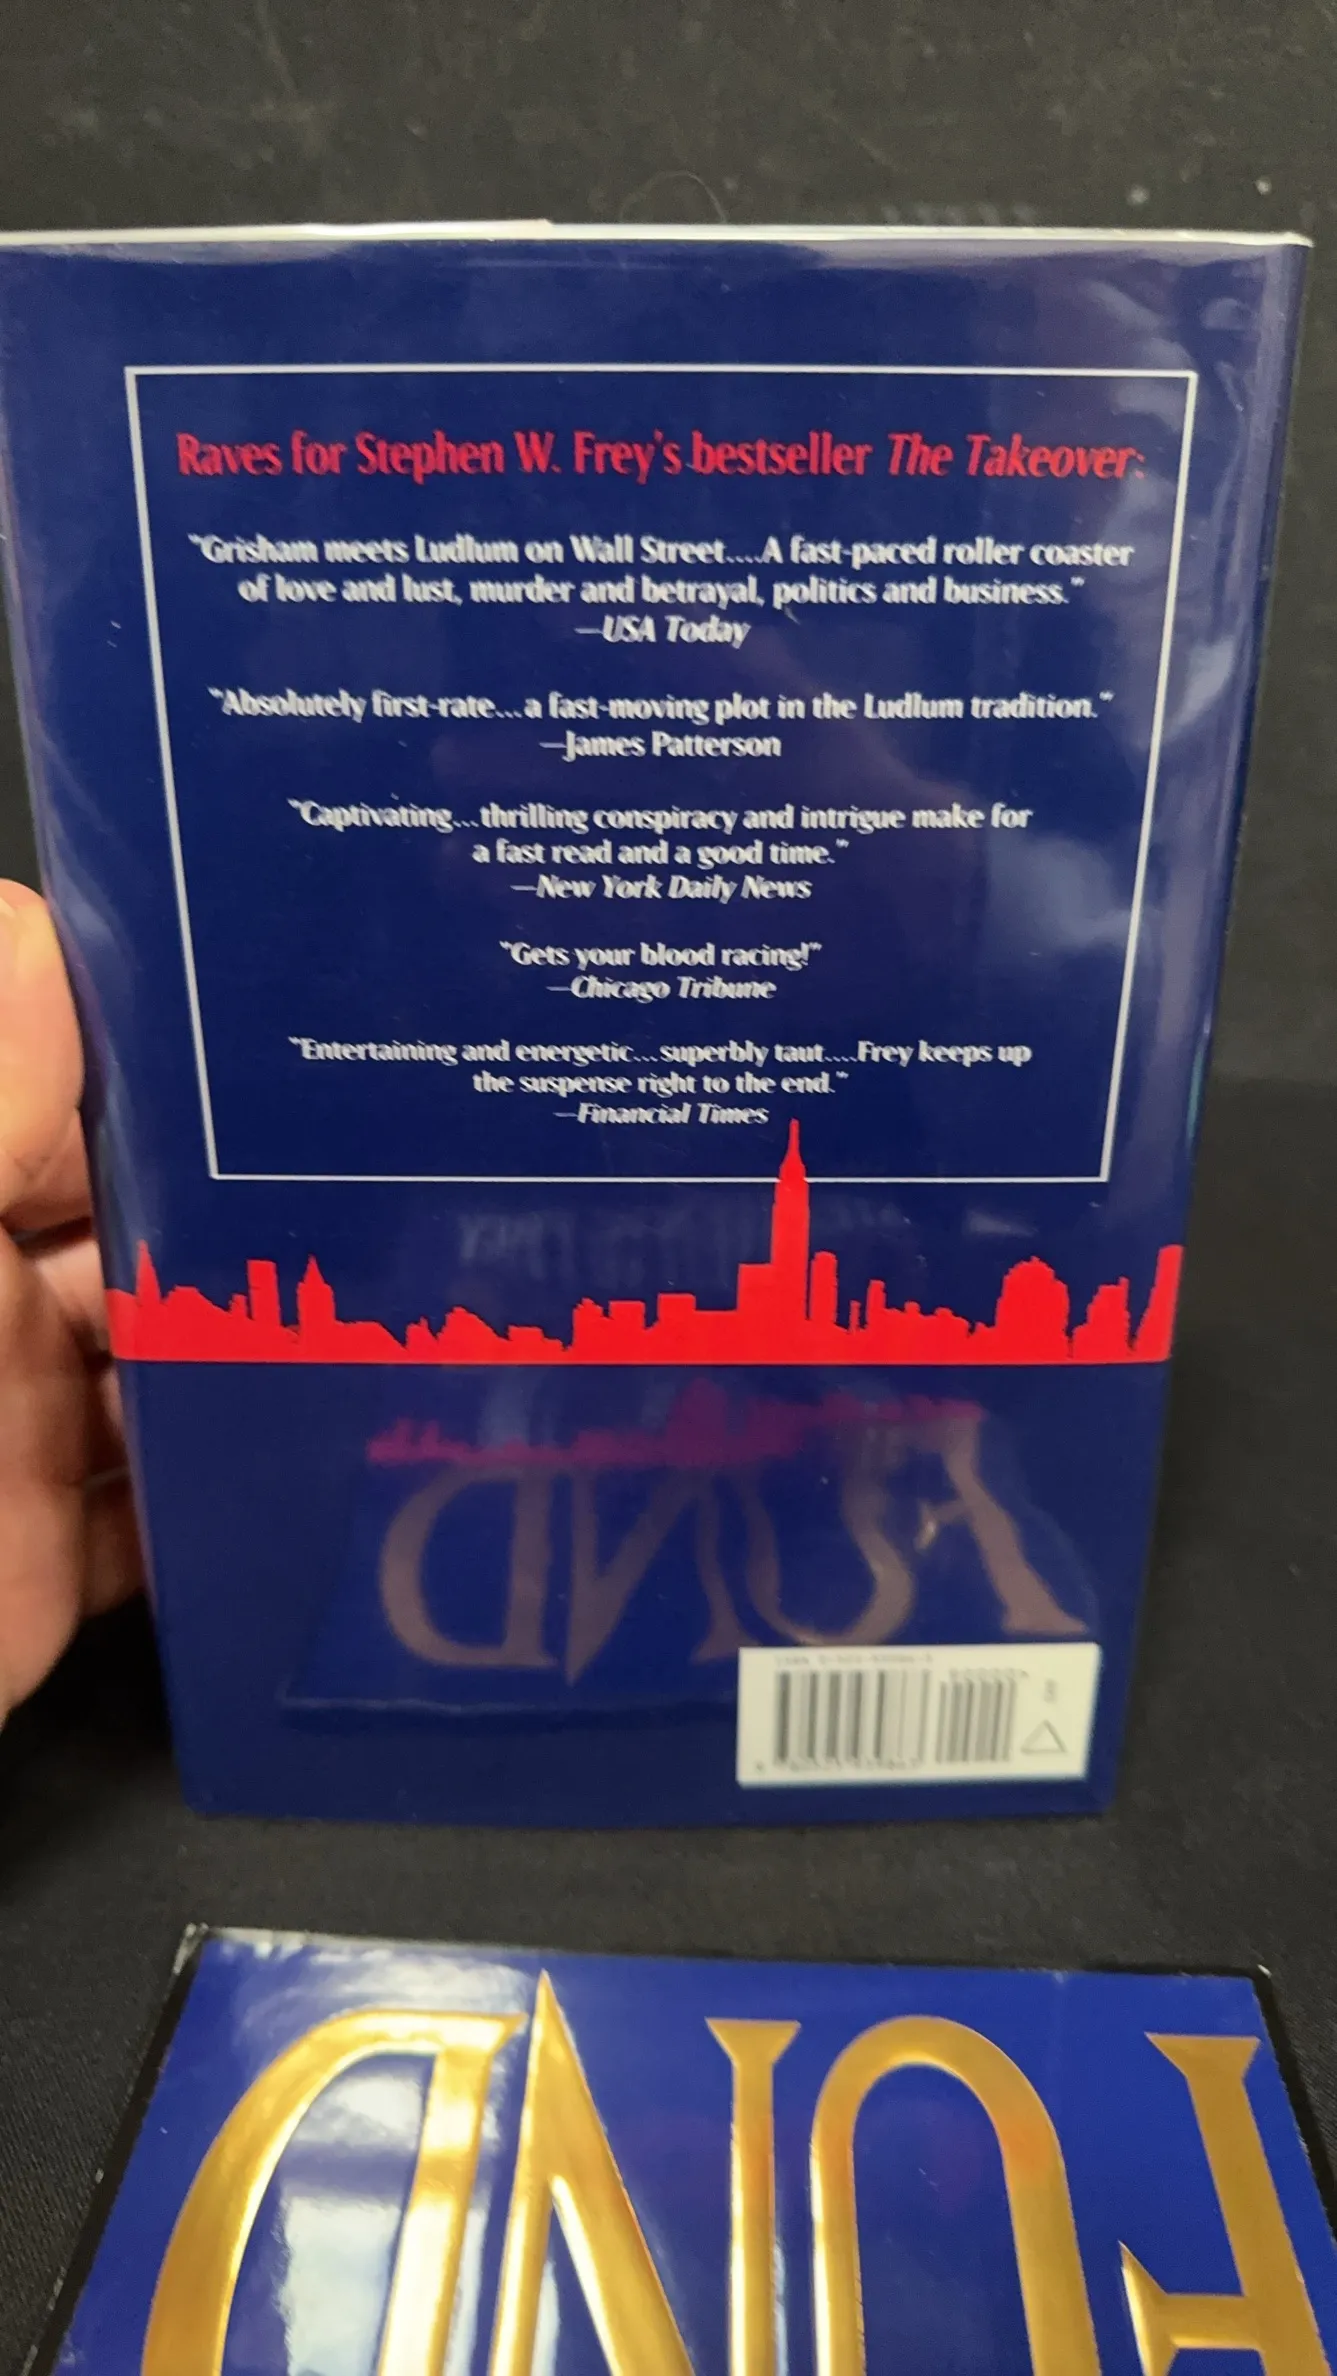 Raves for Stephen W. Frey's bestseller The Takeover:
"Grisham meets Ludlum on Wall Street....A fast-paced roller coaster
of love and lust, murder and betrayal, politics and business."
—USA Today
"Absolutely first-rate...a fast-moving plot in the Ludlum tradition."
—James Patterson
"Captivating...thrilling conspiracy and intrigue make for
a fast read and a good time."
—New York Daily News
"Gets your blood racing!"
—Chicago Tribune
"Entertaining and energetic...superbly taut....Frey keeps up
the suspense right to the end."
—Financial Times
FUND
FUND